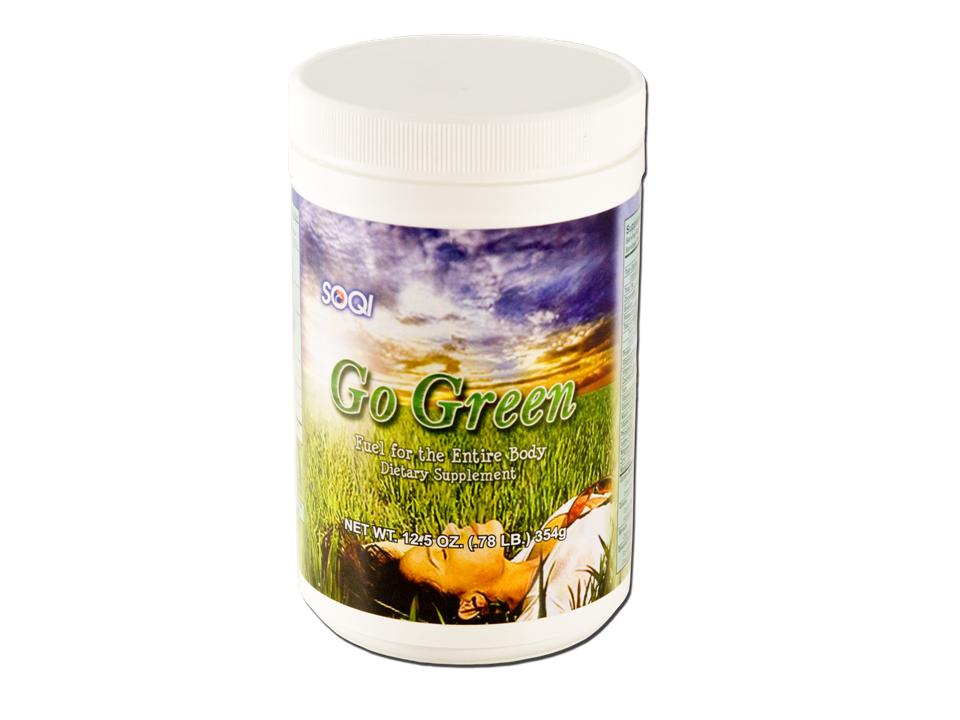 SOQI
Go Green
Fuel for the Entire Body
Dietary Supplement
NET WT. 12.5 OZ. (.78 LB.) 354g